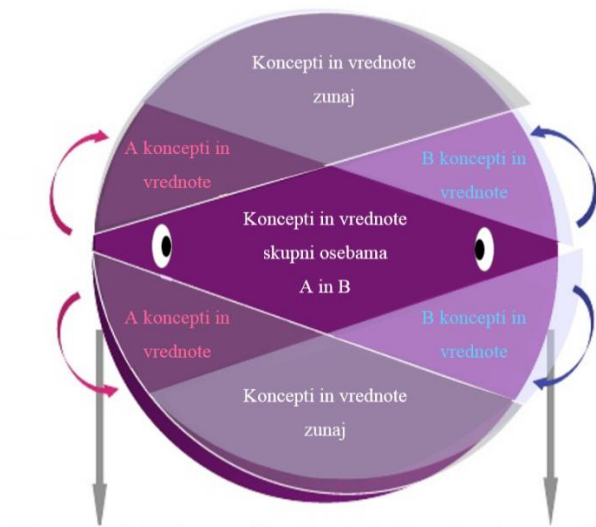 Koncepti in vrednote
zunaj
A koncepti in
vrednote
B koncepti in
vrednote
Koncepti in vrednote
skupni osebama
A in B
A koncepti in
vrednote
B koncepti in
vrednote
Koncepti in vrednote
zunaj